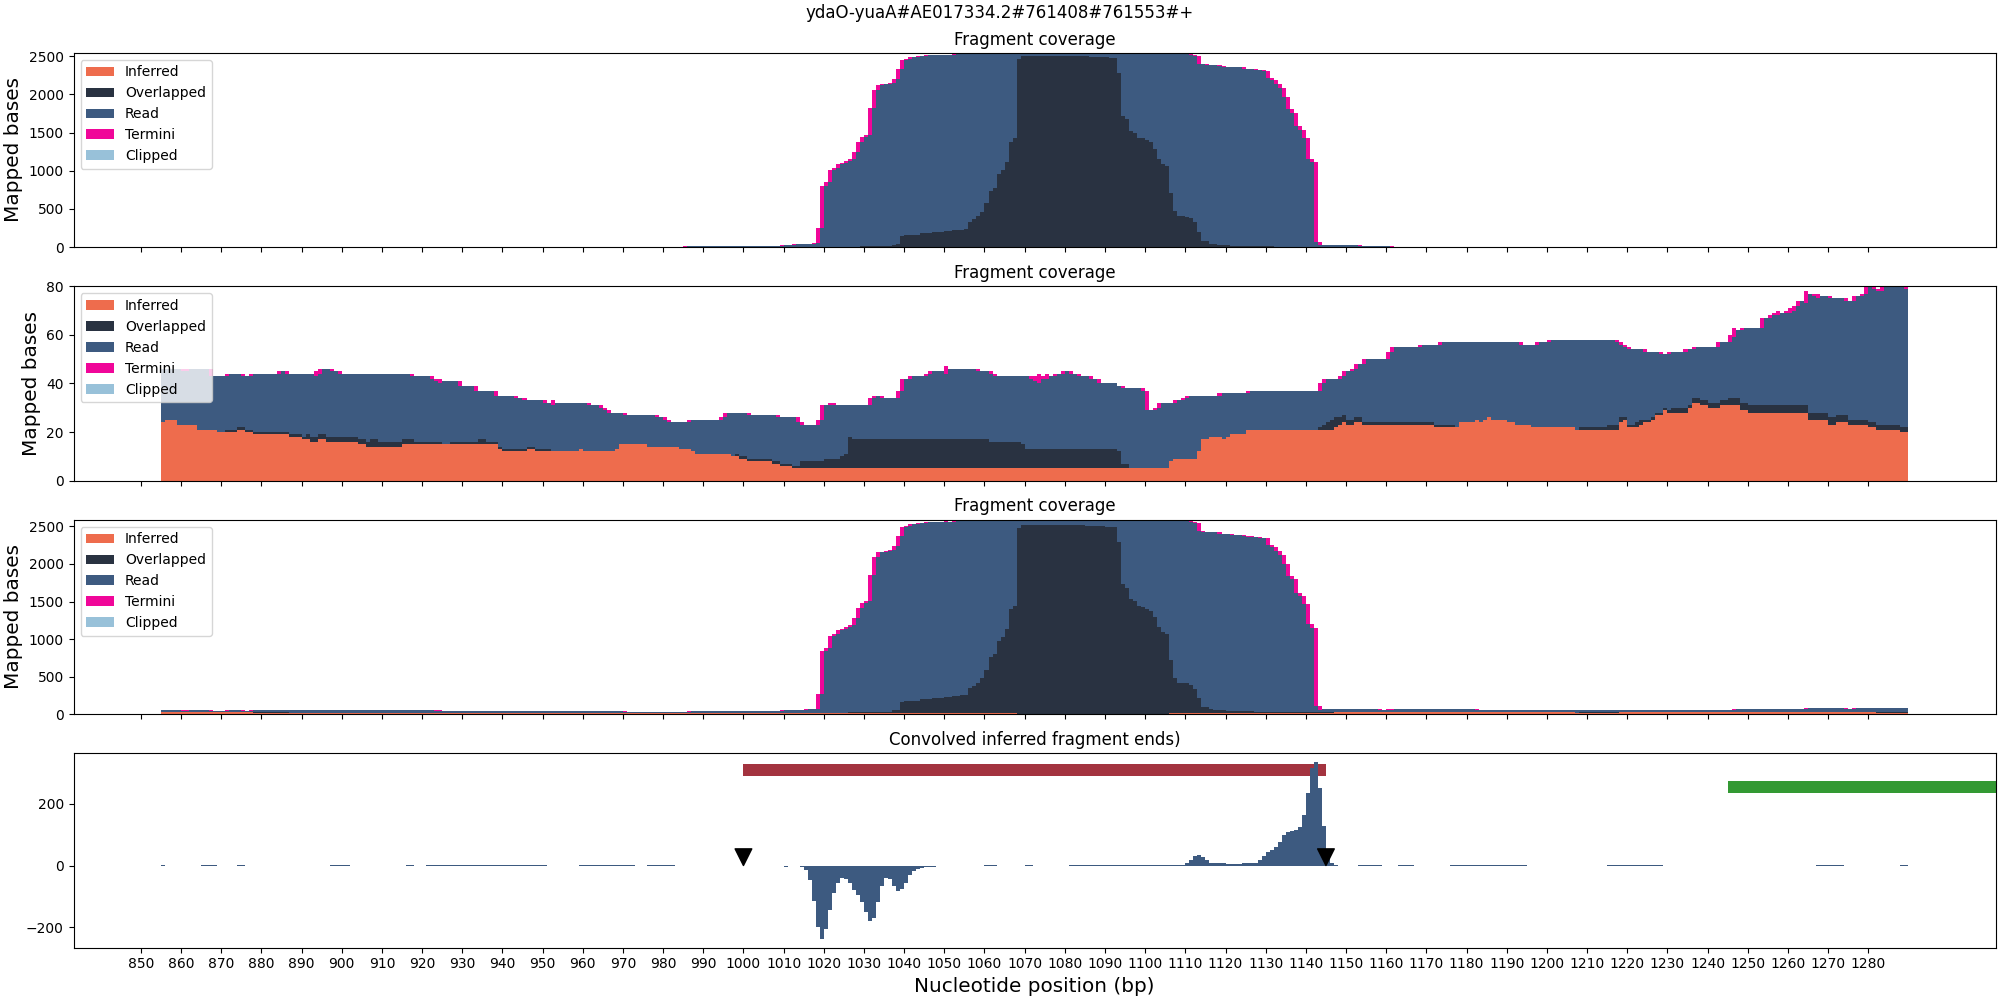 ydaO-yuaA#AE017334.2#761408#761553#+
Fragment coverage
Mapped bases
2500
2000
1500
1000
500
0
Inferred
Overlapped
Read
Termini
Clipped
Fragment coverage
Mapped bases
80
60
40
20
0
Inferred
Overlapped
Read
Termini
Clipped
Fragment coverage
Mapped bases
2500
2000
1500
1000
500
0
Inferred
Overlapped
Read
Termini
Clipped
Convolved inferred fragment ends)
200
0
−200
850 860 870 880 890 900 910 920 930 940 950 960 970 980 990 1000 1010 1020 1030 1040 1050 1060 1070 1080 1090 1100 1110 1120 1130 1140 1150 1160 1170 1180 1190 1200 1210 1220 1230 1240 1250 1260 1270 1280
Nucleotide position (bp)